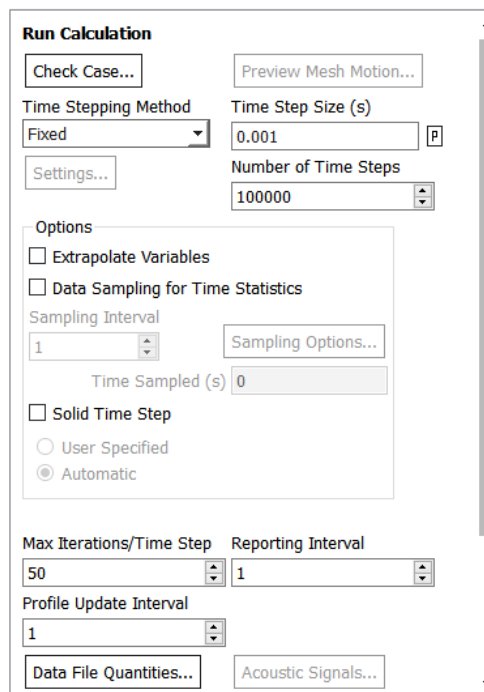 Run Calculation
Check Case... Preview Mesh Motion...
Time Stepping Method Time Step Size (s)
Fixed 0.001 P
Settings... Number of Time Steps
100000
Options
Extrapolate Variables
Data Sampling for Time Statistics
Sampling Interval
1 Sampling Options...
Time Sampled (s) 0
Solid Time Step
User Specified
Automatic
Max Iterations/Time Step Reporting Interval
50 1
Profile Update Interval
1
Data File Quantities... Acoustic Signals...